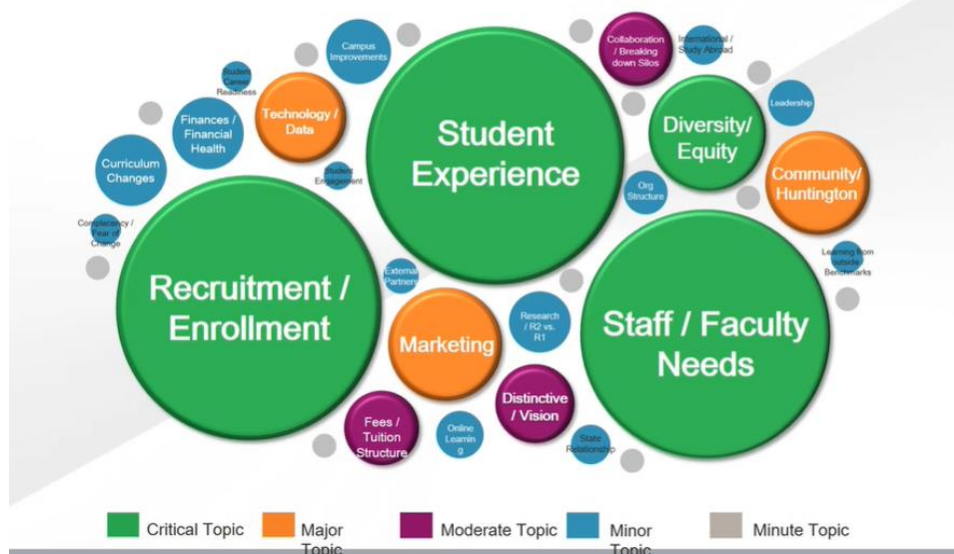 Campus
Improvements
Student
Career
Readiness
Technology /
Data
Finances /
Financial
Health
Curriculum
Changes
Student
Engagement
Complacency /
Fear of
Change
Student
Experience
Collaboration
/ Breaking
down Silos
International /
Study Abroad
Diversity/
Equity
Leadership
Community/
Huntington
Org
Structure
Learning from
outside /
Benchmarks
Recruitment /
Enrollment
External
Partners
Marketing
Research
/ R2 vs.
R1
Staff / Faculty
Needs
Distinctive
/ Vision
Fees /
Tuition
Structure
Online
Learnin
g
State
Relationship
Critical Topic
Major
Topic
Moderate Topic
Minor
Topic
Minute Topic